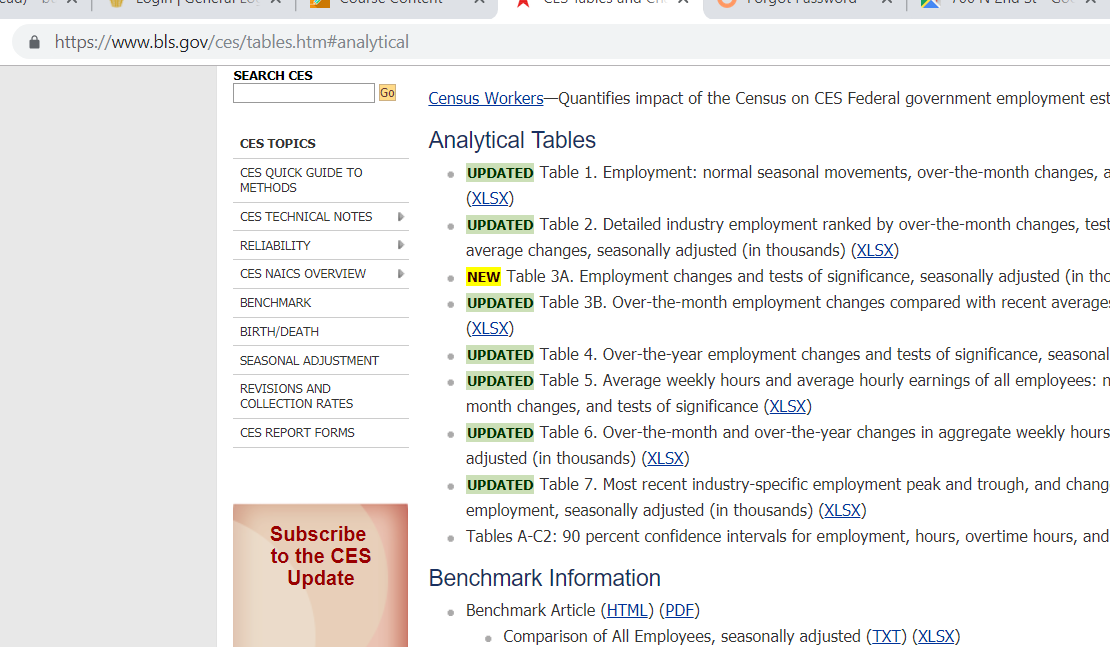 Login | General Lo
Course Content
CES Tables and Ch
Forgot Password
700 N 2nd St - Goo
https://www.bls.gov/ces/tables.htm#analytical
SEARCH CES
Go
CES TOPICS
CES QUICK GUIDE TO
METHODS
CES TECHNICAL NOTES
RELIABILITY
CES NAICS OVERVIEW
BENCHMARK
BIRTH/DEATH
SEASONAL ADJUSTMENT
REVISIONS AND
COLLECTION RATES
CES REPORT FORMS
Subscribe
to the CES
Update
Census Workers—Quantifies impact of the Census on CES Federal government employment est
Analytical Tables
UPDATED Table 1. Employment: normal seasonal movements, over-the-month changes, a
(XLSX)
UPDATED Table 2. Detailed industry employment ranked by over-the-month changes, test
average changes, seasonally adjusted (in thousands) (XLSX)
NEW Table 3A. Employment changes and tests of significance, seasonally adjusted (in tho
UPDATED Table 3B. Over-the-month employment changes compared with recent averages
(XLSX)
UPDATED Table 4. Over-the-year employment changes and tests of significance, seasonal
UPDATED Table 5. Average weekly hours and average hourly earnings of all employees: n
month changes, and tests of significance (XLSX)
UPDATED Table 6. Over-the-month and over-the-year changes in aggregate weekly hours
adjusted (in thousands) (XLSX)
UPDATED Table 7. Most recent industry-specific employment peak and trough, and chang
employment, seasonally adjusted (in thousands) (XLSX)
Tables A-C2: 90 percent confidence intervals for employment, hours, overtime hours, and
Benchmark Information
Benchmark Article (HTML) (PDF)
Comparison of All Employees, seasonally adjusted (TXT) (XLSX)